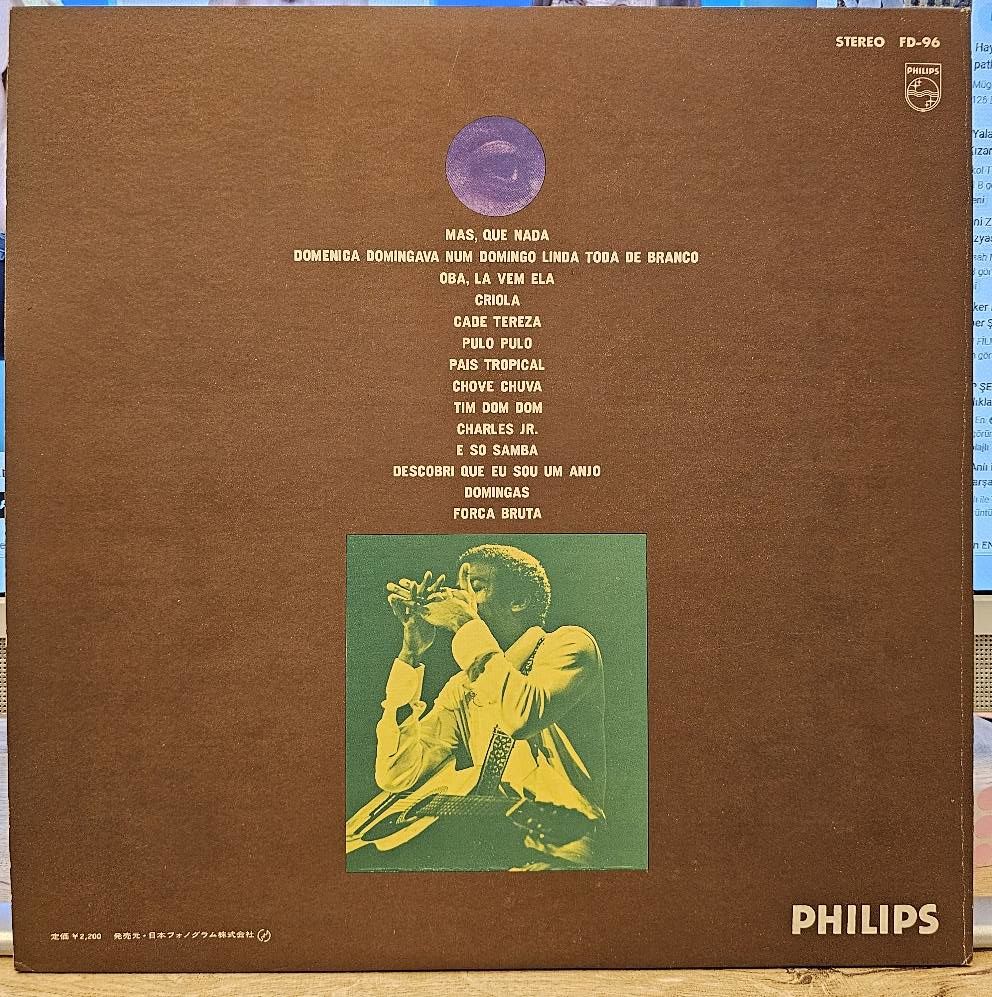 STEREO FD-96
PHILIPS
MAS, QUE NADA
DOMENICA DOMINGAVA NUM DOMINGO LINDA TODA DE BRANCO
OBA, LA VEM ELA
CRIOLA
CADE TEREZA
PULO PULO
PAIS TROPICAL
CHOVE CHUVA
TIM DOM DOM
CHARLES JR.
E SO SAMBA
DESCOBRI QUE EU SOU UM ANJO
DOMINGAS
FORCA BRUTA
PHILIPS
定価 ¥2,200 発売元・日本フォノグラム株式会社